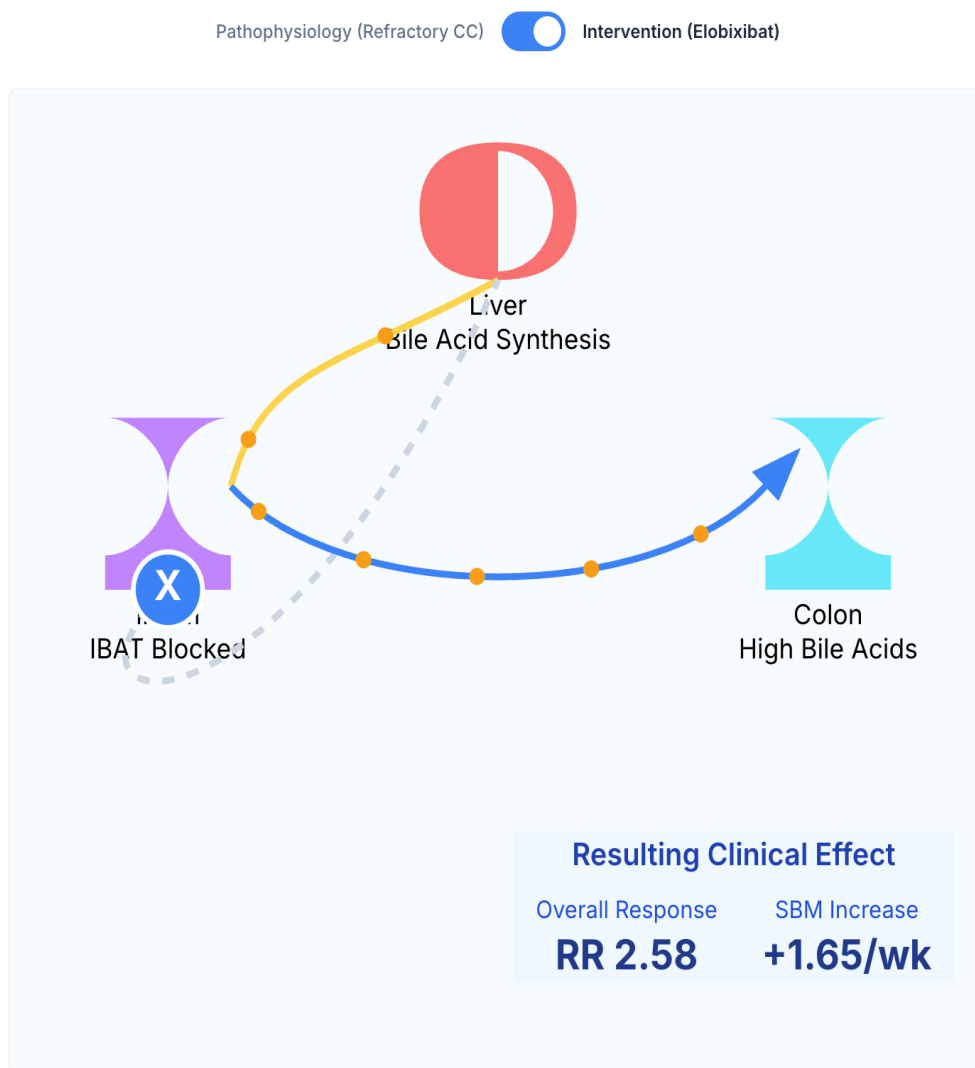 Pathophysiology (Refractory CC)
Intervention (Elobixibat)
Liver
Bile Acid Synthesis
X
IBAT Blocked
Colon
High Bile Acids
Resulting Clinical Effect
Overall Response
SBM Increase
RR 2.58
+1.65/wk